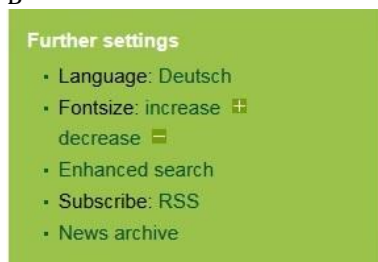 Further settings
Language: Deutsch
Fontsize: increase
decrease
Enhanced search
Subscribe: RSS
News archive